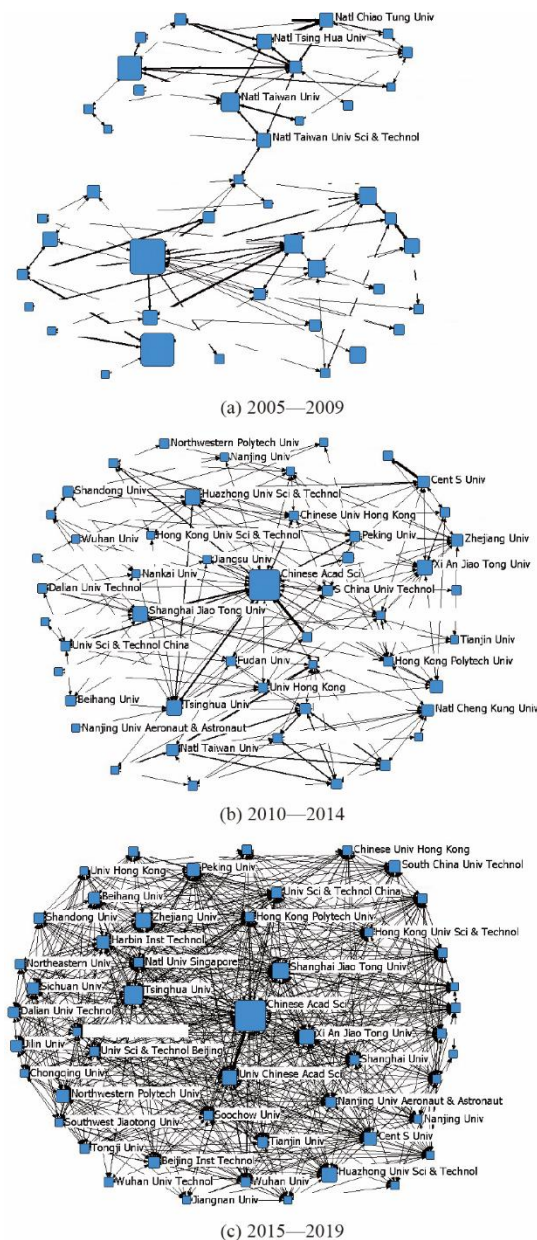 Natl Chiao Tung Univ
Natl Tsing Hua Univ
Natl Taiwan Univ
Natl Taiwan Univ Sci & Technol
(a) 2005—2009
Northwestern Polytech Univ
Nanjing Univ
Cent S Univ
Shandong Univ
Huazhong Univ Sci & Technol
Chinese Univ Hong Kong
Wuhan Univ
Hong Kong Univ Sci & Technol
Peking Univ
Zhejiang Univ
Jiangsu Univ
Xi An Jiao Tong Univ
Nankai Univ
Chinese Acad Sci
Dalian Univ Technol
S China Univ Technol
Shanghai Jiao Tong Univ
Tianjin Univ
Univ Sci & Technol China
Fudan Univ
Hong Kong Polytech Univ
Univ Hong Kong
Beihang Univ
Tsinghua Univ
Natl Cheng Kung Univ
Nanjing Univ Aeronaut & Astronaut
Natl Taiwan Univ
(b) 2010—2014
Chinese Univ Hong Kong
South China Univ Technol
Univ Hong Kong
Peking Univ
Beihang Univ
Univ Sci & Technol China
Shandong Univ
Zhejiang Univ
Hong Kong Polytech Univ
Hong Kong Univ Sci & Technol
Harbin Inst Technol
Northeastern Univ
Natl Univ Singapore
Shanghai Jiao Tong Univ
Sichuan Univ
Tsinghua Univ
Chinese Acad Sci
Dalian Univ Technol
Xi An Jiao Tong Univ
Jilin Univ
Univ Sci & Technol Beijing
Shanghai Univ
Chongqing Univ
Univ Chinese Acad Sci
Northwestern Polytech Univ
Nanjing Univ Aeronaut & Astronaut
Soochow Univ
Nanjing Univ
Southwest Jiaotong Univ
Tianjin Univ
Cent S Univ
Tongji Univ
Beijing Inst Technol
Huazhong Univ Sci & Technol
Wuhan Univ Technol
Wuhan Univ
Jiangnan Univ
(c) 2015—2019